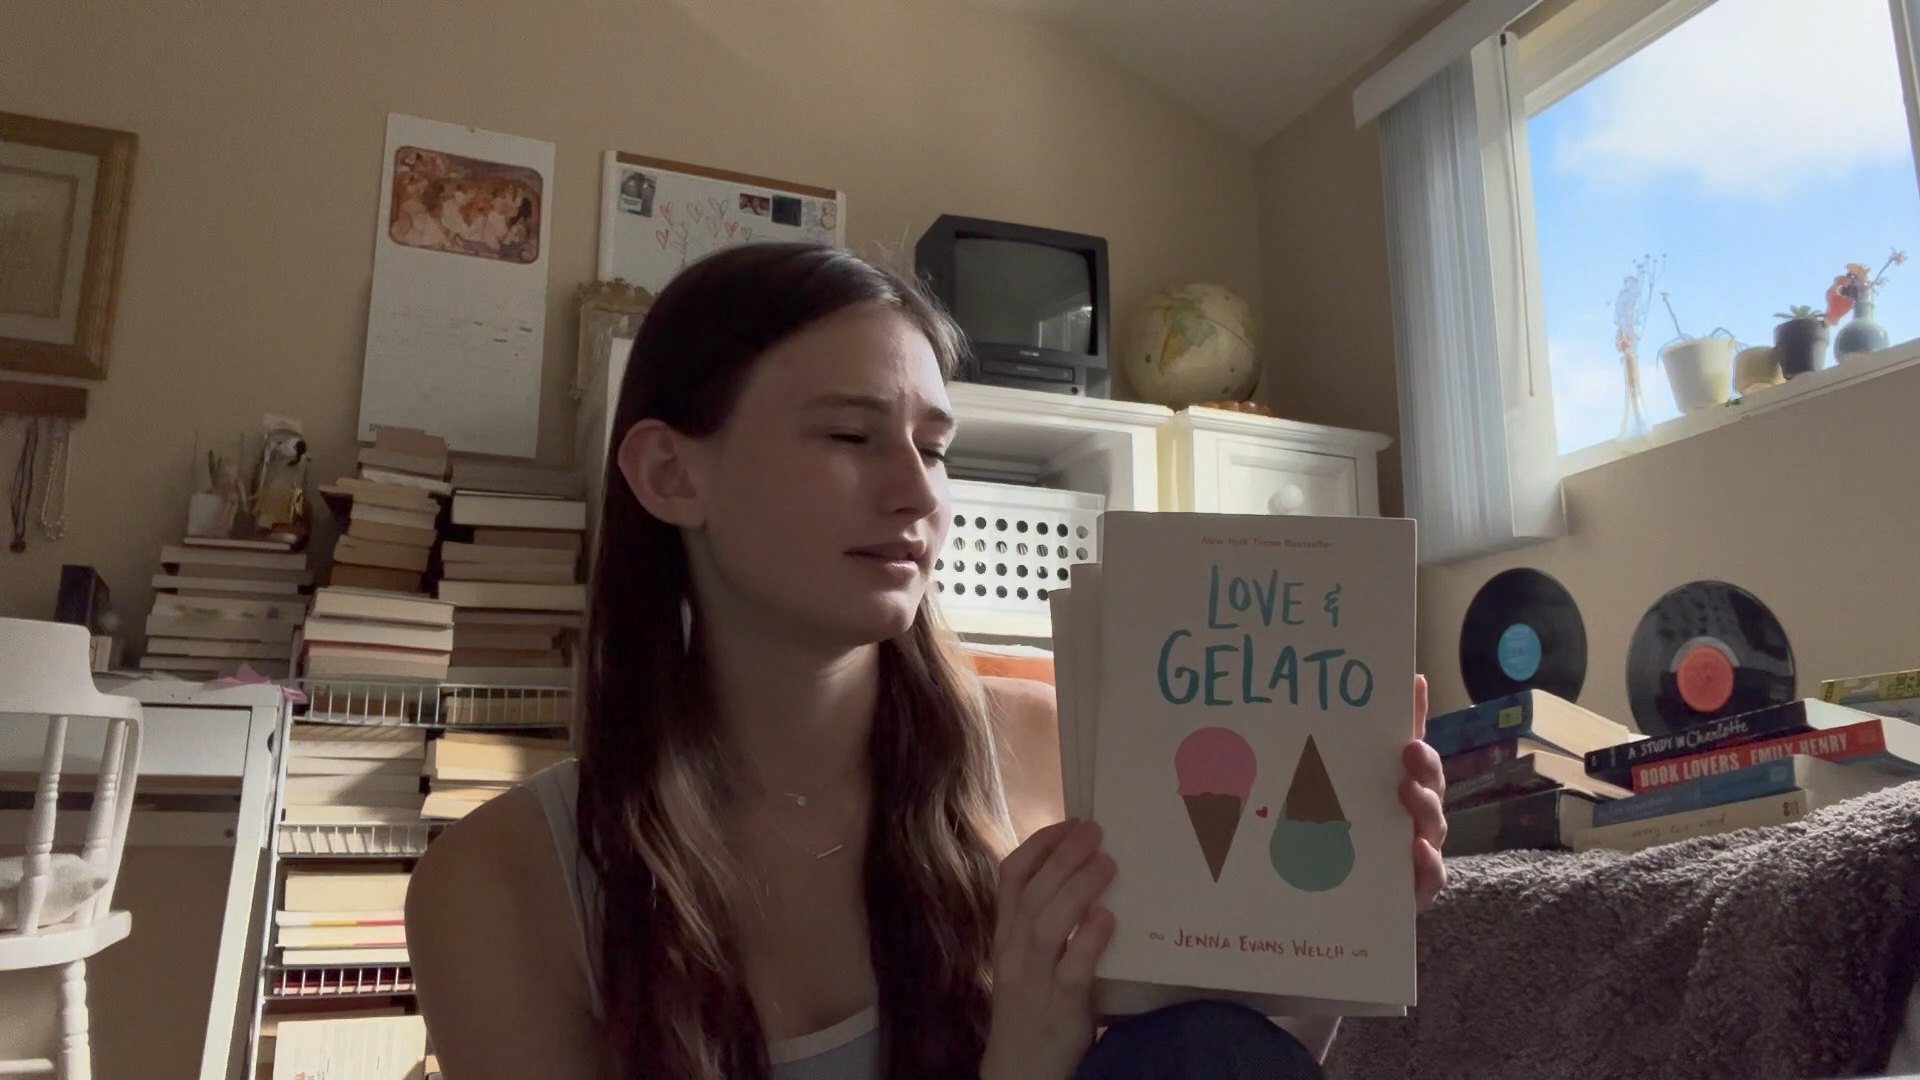 New York Times Bestseller
LOVE &
GELATO
JENNA EVANS WELCH
A STUDY IN Charlotte
BOOK LOVERS EMILY HENRY